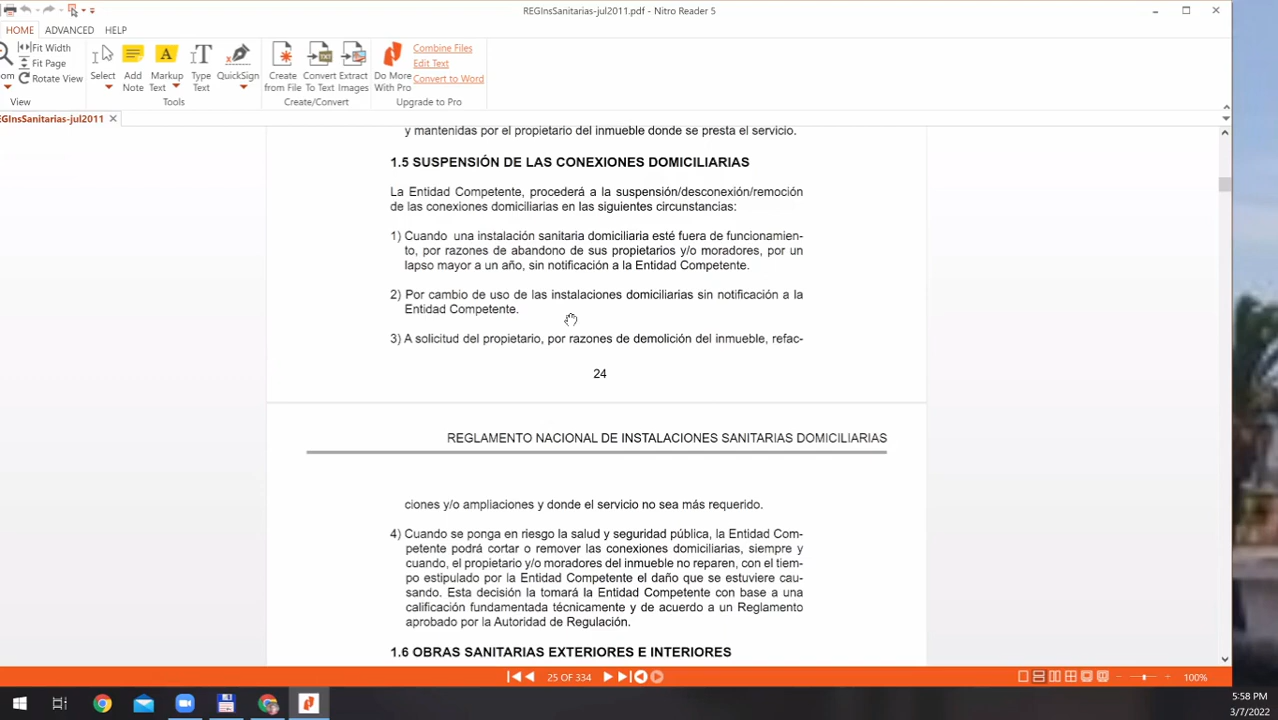 REGInsSanitarias-jul2011.pdf - Nitro Reader 5
HOME ADVANCED HELP
Fit Width
Fit Page
Rotate View
View
Select
Add Note
Markup Text
Type Text
QuickSign
Tools
Create from File
Convert To Text
Extract Images
Create/Convert
Do More With Pro
Combine Files
Edit Text
Convert to Word
Upgrade to Pro
EGInsSanitarias-jul2011
y mantenidas por el propietario del inmueble donde se presta el servicio.
1.5 SUSPENSIÓN DE LAS CONEXIONES DOMICILIARIAS
La Entidad Competente, procederá a la suspensión/desconexión/remoción
de las conexiones domiciliarias en las siguientes circunstancias:
1) Cuando una instalación sanitaria domiciliaria esté fuera de funcionamien-
to, por razones de abandono de sus propietarios y/o moradores, por un
lapso mayor a un año, sin notificación a la Entidad Competente.
2) Por cambio de uso de las instalaciones domiciliarias sin notificación a la
Entidad Competente.
3) A solicitud del propietario, por razones de demolición del inmueble, refac-
24
REGLAMENTO NACIONAL DE INSTALACIONES SANITARIAS DOMICILIARIAS
ciones y/o ampliaciones y donde el servicio no sea más requerido.
4) Cuando se ponga en riesgo la salud y seguridad pública, la Entidad Com-
petente podrá cortar o remover las conexiones domiciliarias, siempre y
cuando, el propietario y/o moradores del inmueble no reparen, con el tiem-
po estipulado por la Entidad Competente el daño que se estuviere cau-
sando. Esta decisión la tomará la Entidad Competente con base a una
calificación fundamentada técnicamente y de acuerdo a un Reglamento
aprobado por la Autoridad de Regulación.
1.6 OBRAS SANITARIAS EXTERIORES E INTERIORES
25 OF 334
100%
5:58 PM
3/7/2022